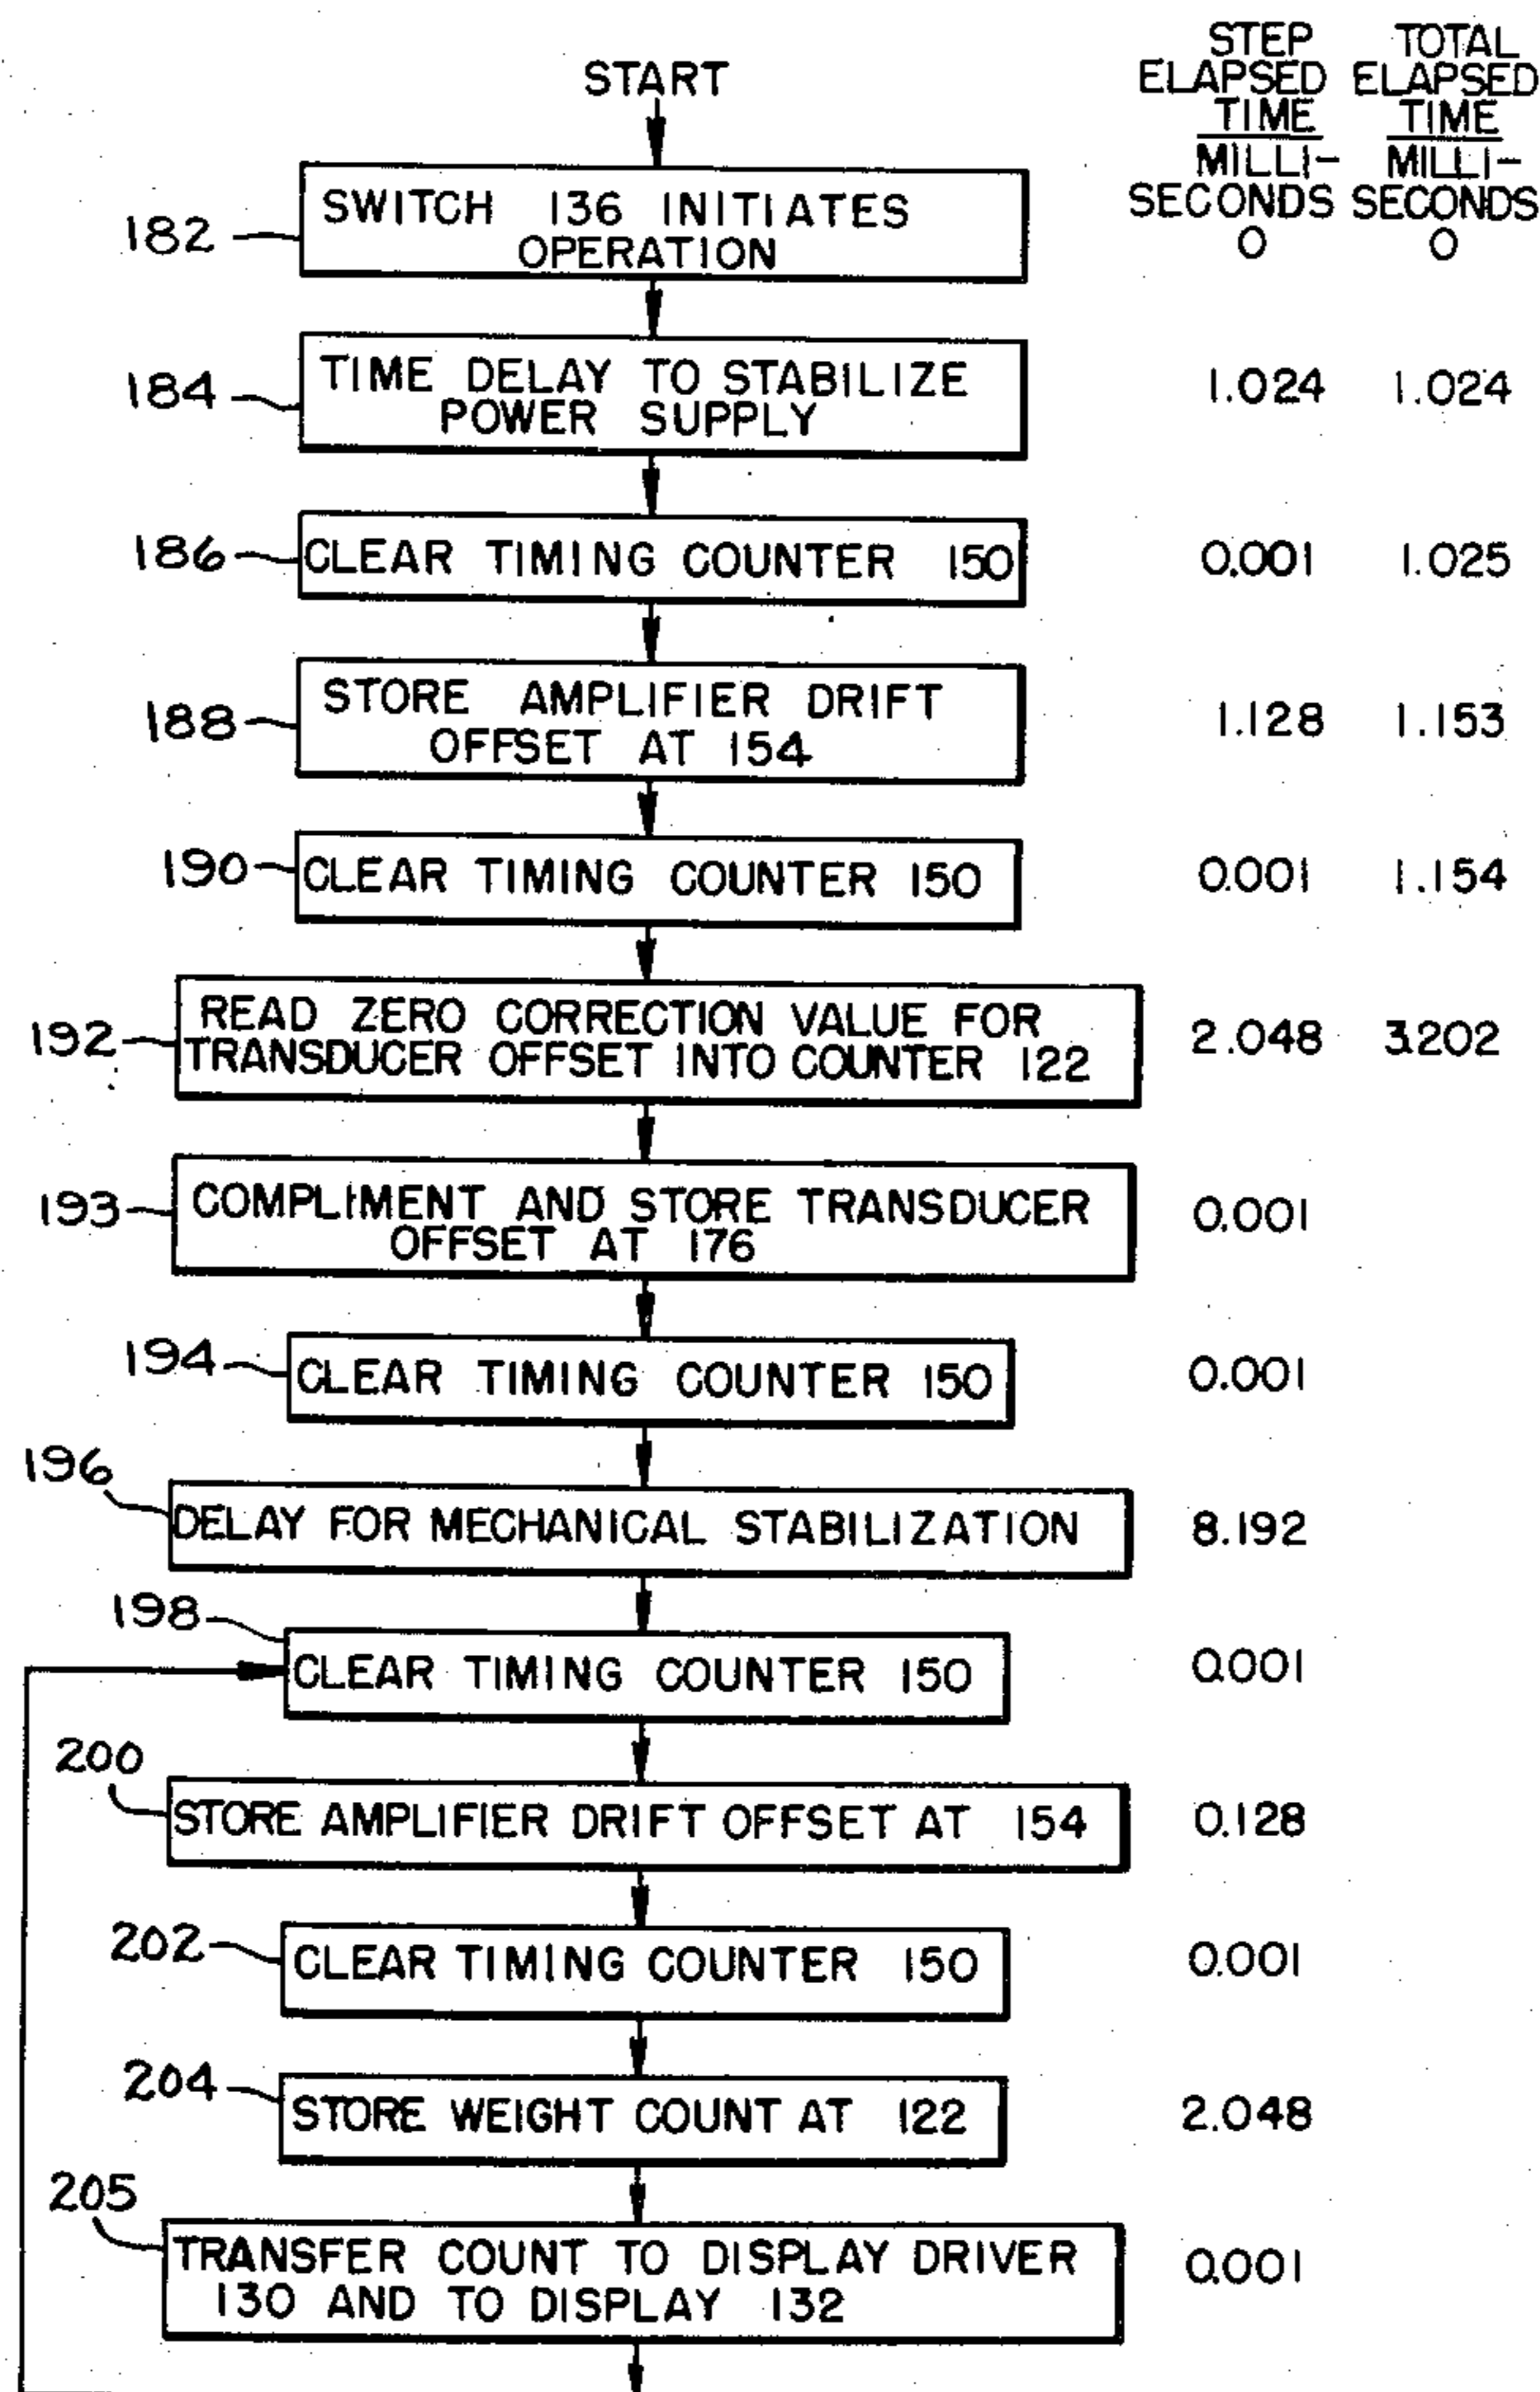 STEP ELAPSED TIME
TOTAL ELAPSED TIME
MILLI-SECONDS
MILLI-SECONDS
START
182
SWITCH 136 INITIATES
OPERATION
0 0
184
TIME DELAY TO STABILIZE
POWER SUPPLY
1.024 1.024
186
CLEAR TIMING COUNTER 150
0.001 1.025
188
STORE AMPLIFIER DRIFT
OFFSET AT 154
1.128 1.153
190
CLEAR TIMING COUNTER 150
0.001 1.154
192
READ ZERO CORRECTION VALUE FOR
TRANSDUCER OFFSET INTO COUNTER 122
2.048 3.202
193
COMPLIMENT AND STORE TRANSDUCER
OFFSET AT 176
0.001
194
CLEAR TIMING COUNTER 150
0.001
196
DELAY FOR MECHANICAL STABILIZATION
8.192
198
CLEAR TIMING COUNTER 150
0.001
200
STORE AMPLIFIER DRIFT OFFSET AT 154
0.128
202
CLEAR TIMING COUNTER 150
0.001
204
STORE WEIGHT COUNT AT 122
2.048
205
TRANSFER COUNT TO DISPLAY DRIVER
130 AND TO DISPLAY 132
0.001